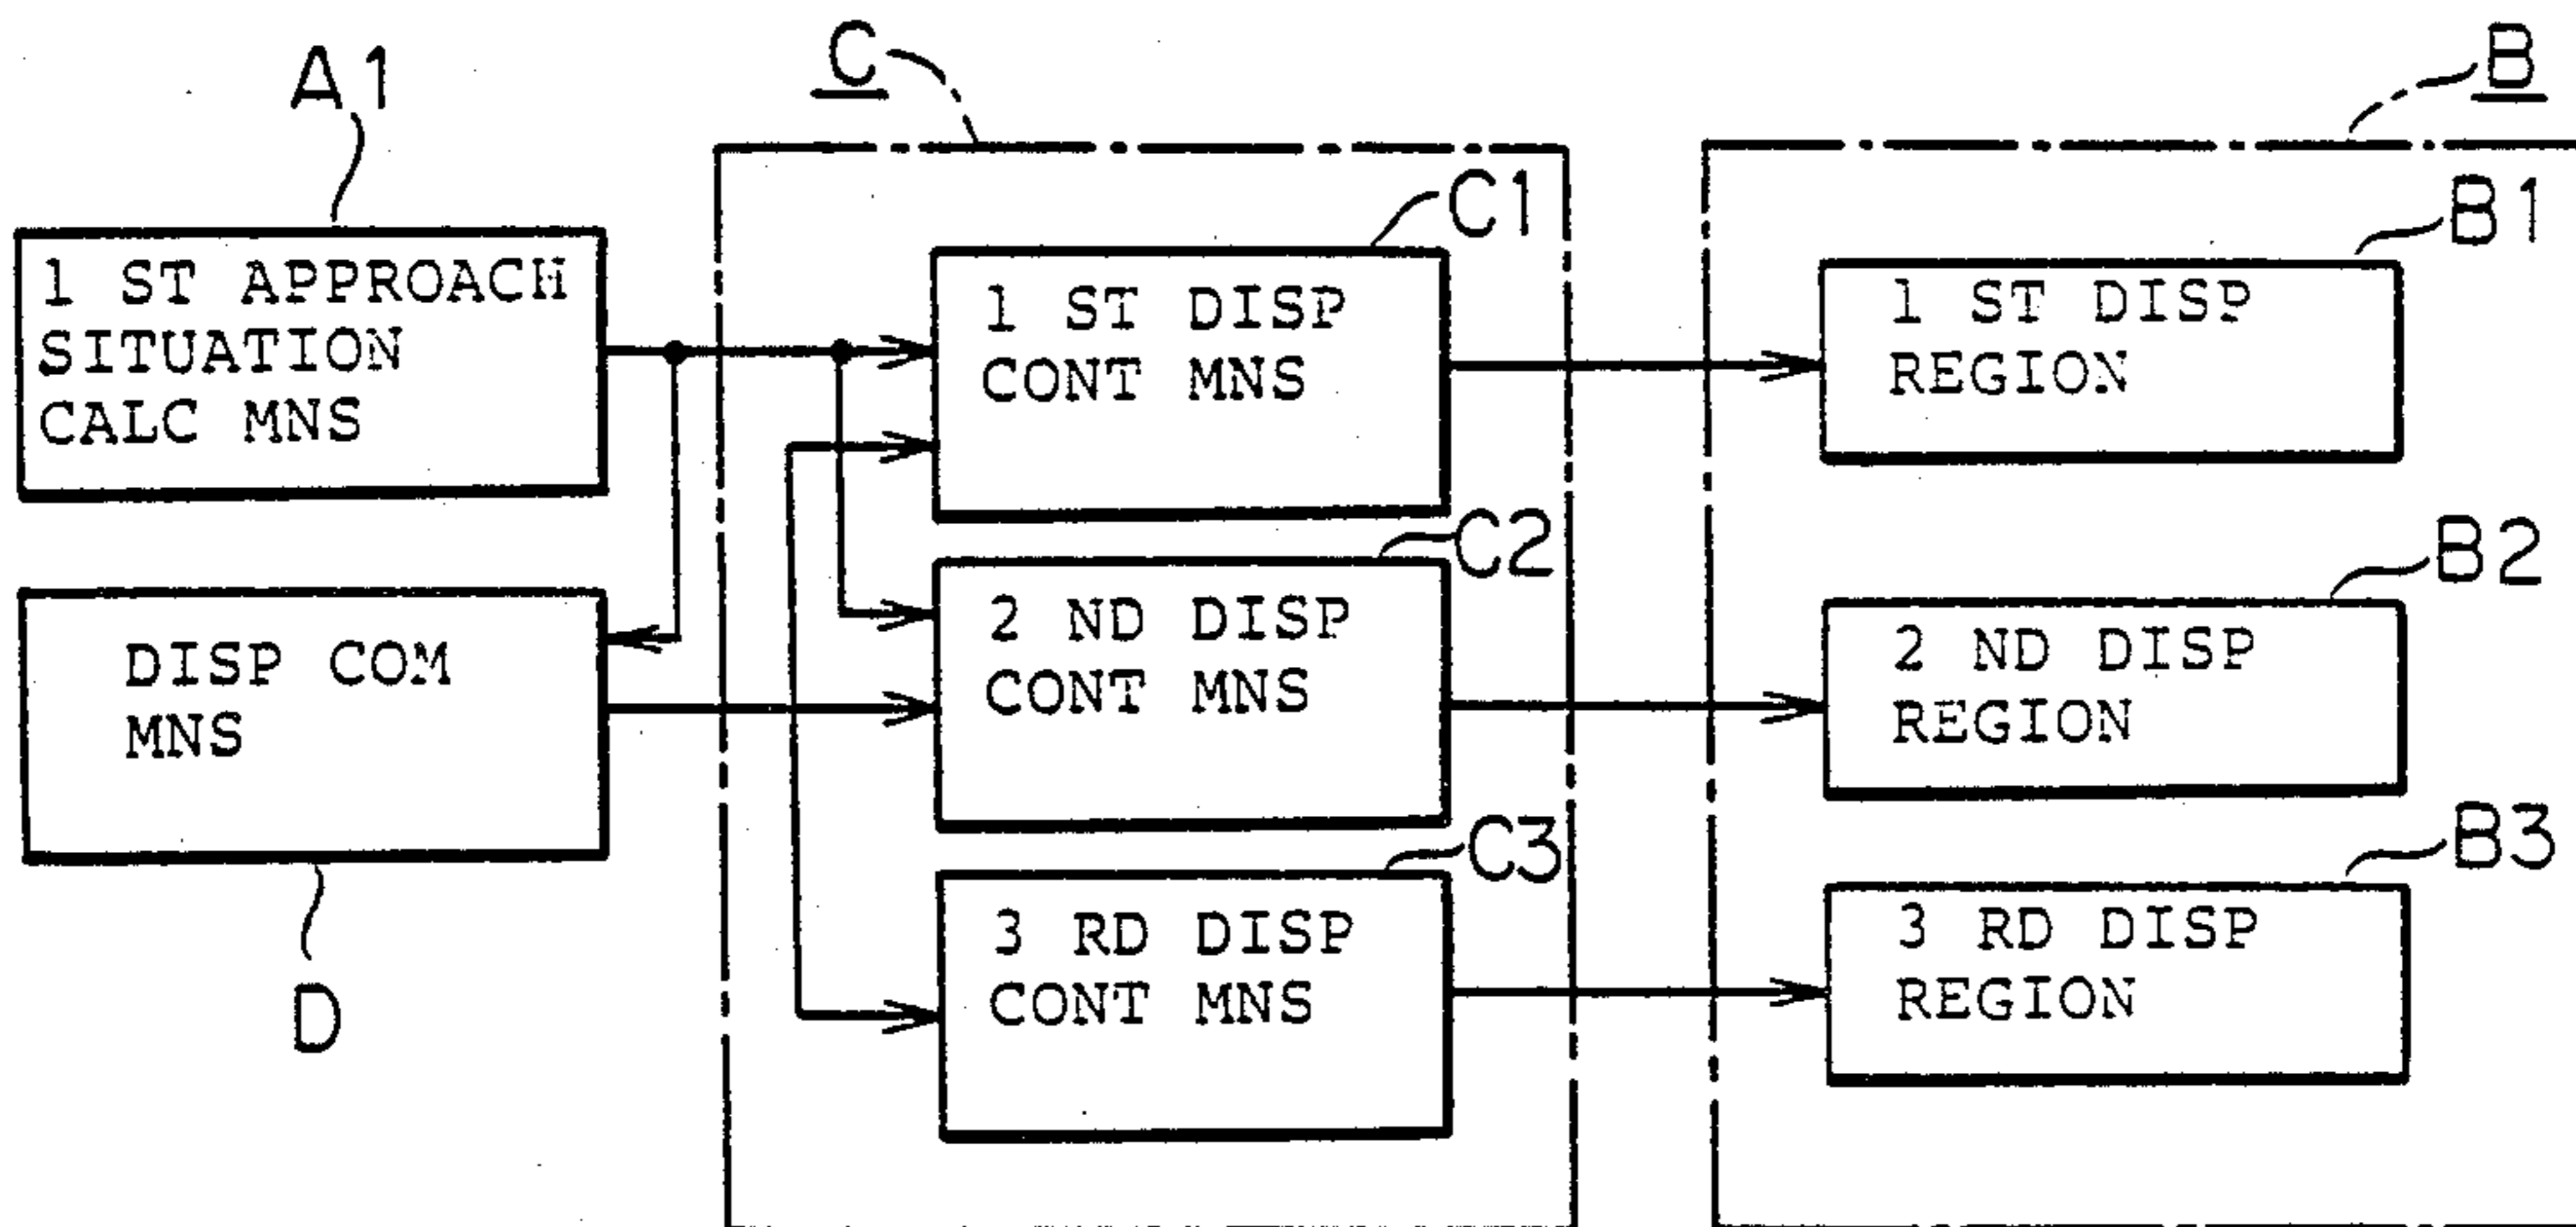 A1
C
B
1 ST APPROACH
SITUATION
CALC MNS
C1
1 ST DISP
CONT MNS
B1
1 ST DISP
REGION
DISP COM
MNS
D
C2
2 ND DISP
CONT MNS
B2
2 ND DISP
REGION
C3
3 RD DISP
CONT MNS
B3
3 RD DISP
REGION